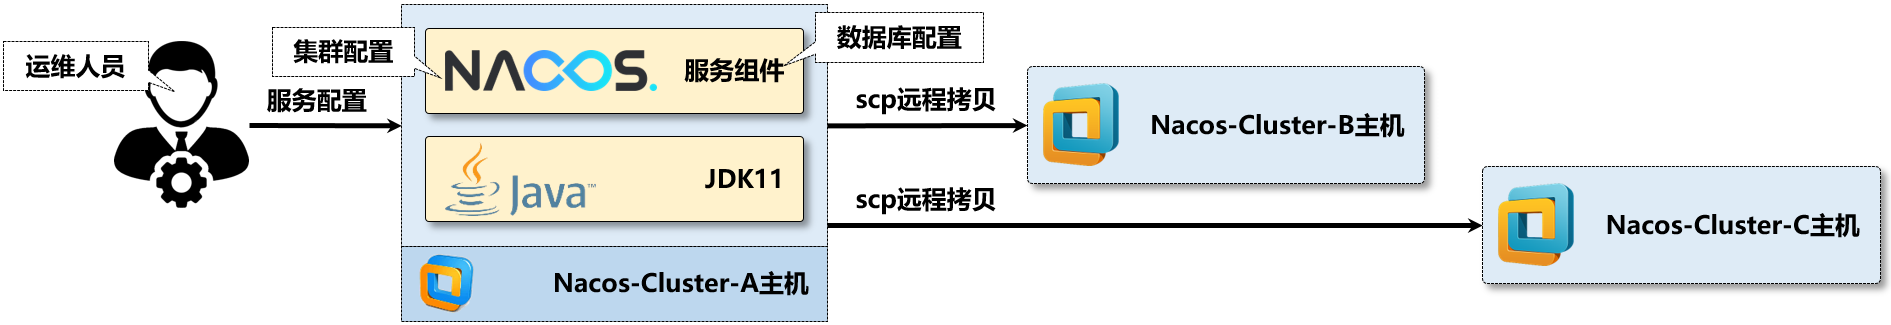 运维人员
服务配置
集群配置
数据库配置
NACOS.
服务组件
Java™
JDK11
Nacos-Cluster-A主机
scp远程拷贝
Nacos-Cluster-B主机
scp远程拷贝
Nacos-Cluster-C主机